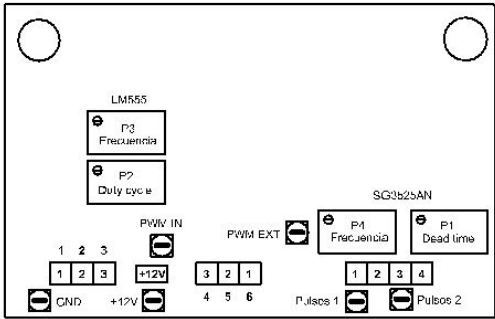 LM555
P3
Frecuencia
P2
Duty cycle
SG3525AN
PWM IN
PWM EXT
P4
Frecuencia
P1
Dead time
1 2 3
1 2 3
+12V
3 2 1
1 2 3 4
4 5 6
GND
+12V
Pulsos 1
Pulsos 2